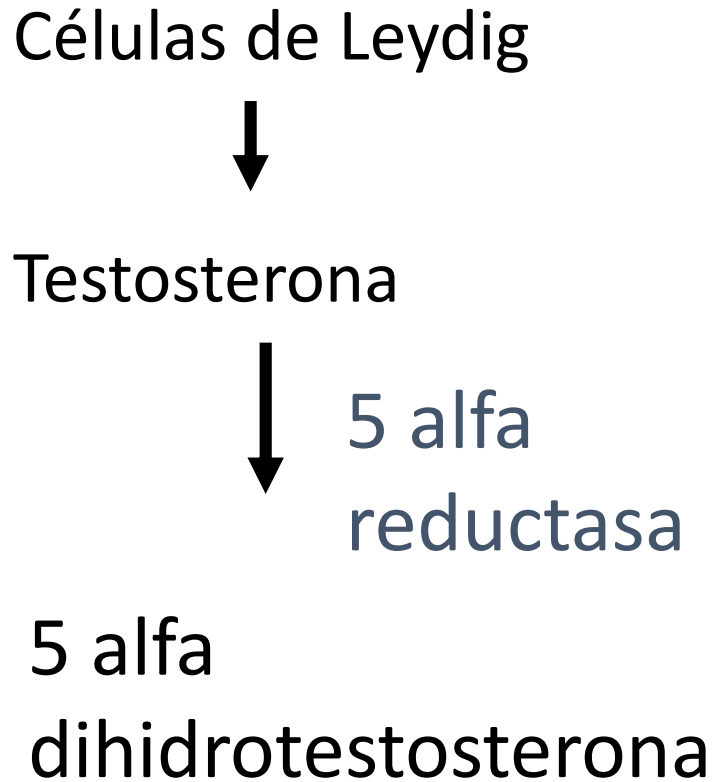 Células de Leydig
Testosterona
5 alfa
reductasa
5 alfa
dihidrotestosterona